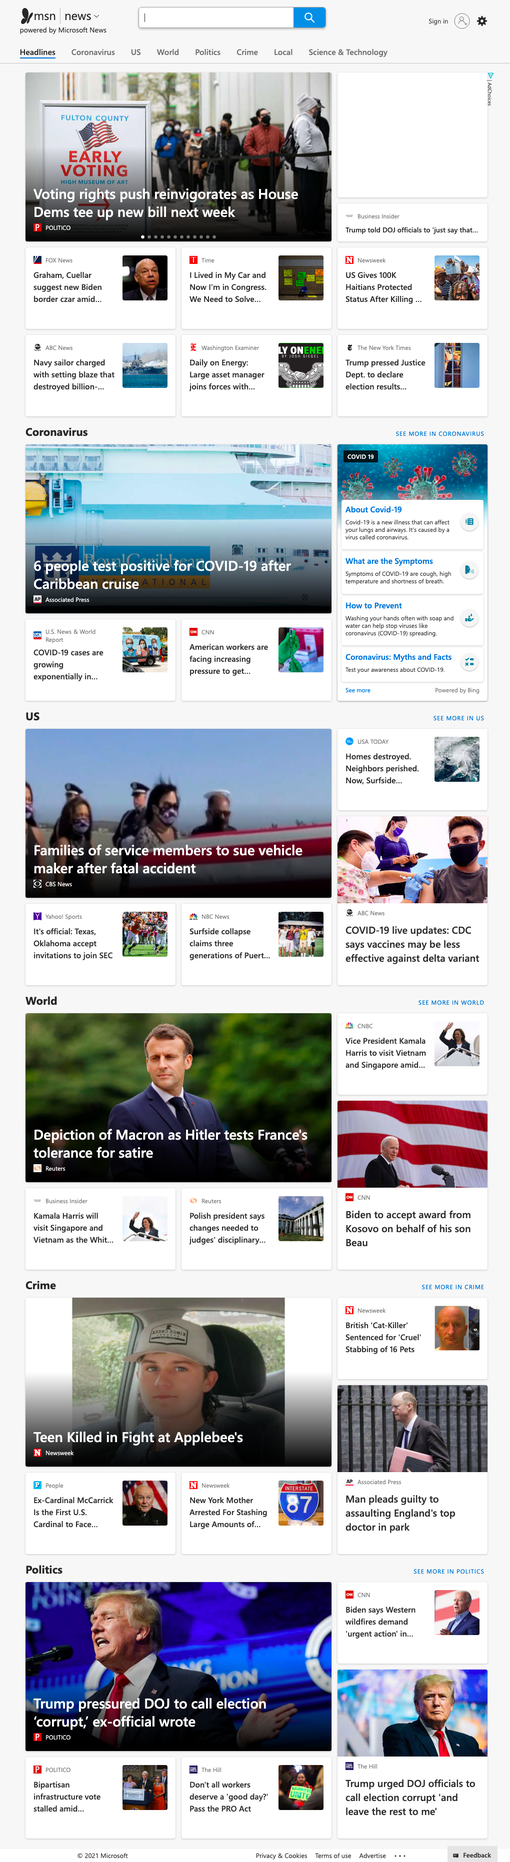 msn news
powered by Microsoft News
Sign in
Headlines Coronavirus US World Politics Crime Local Science & Technology
FULTON COUNTY
EARLY
VOTING
HIGH MUSEUM OF ART
Voting rights push reinvigorates as House
Dems tee up new bill next week
POLITICO
AdChoices
Business Insider
Trump told DOJ officials to 'just say that...
FOX News
Graham, Cuellar
suggest new Biden
border czar amid...
Time
I Lived in My Car and
Now I'm in Congress.
We Need to Solve...
Newsweek
US Gives 100K
Haitians Protected
Status After Killing ...
ABC News
Navy sailor charged
with setting blaze that
destroyed billion-...
Washington Examiner
Daily on Energy:
Large asset manager
joins forces with...
The New York Times
Trump pressed Justice
Dept. to declare
election results...
Coronavirus
SEE MORE IN CORONAVIRUS
RoyalCaribbean
INTERNATIONAL
6 people test positive for COVID-19 after
Caribbean cruise
Associated Press
COVID 19
About Covid-19
Covid-19 is a new illness that can affect
your lungs and airways. It's caused by a
virus called coronavirus.
What are the Symptoms
Symptoms of COVID-19 are cough, high
temperature and shortness of breath.
How to Prevent
Washing your hands often with soap and
water can help stop viruses like
coronavirus (COVID-19) spreading.
Coronavirus: Myths and Facts
Test your awareness about COVID-19.
See more
Powered by Bing
U.S. News & World
Report
COVID-19 cases are
growing
exponentially in...
CNN
American workers are
facing increasing
pressure to get...
US
SEE MORE IN US
Families of service members to sue vehicle
maker after fatal accident
CBS News
USA TODAY
Homes destroyed.
Neighbors perished.
Now, Surfside...
ABC News
COVID-19 live updates: CDC
says vaccines may be less
effective against delta variant
Yahoo! Sports
It's official: Texas,
Oklahoma accept
invitations to join SEC
NBC News
Surfside collapse
claims three
generations of Puert...
World
SEE MORE IN WORLD
Depiction of Macron as Hitler tests France's
tolerance for satire
Reuters
CNBC
Vice President Kamala
Harris to visit Vietnam
and Singapore amid...
CNN
Biden to accept award from
Kosovo on behalf of his son
Beau
Business Insider
Kamala Harris will
visit Singapore and
Vietnam as the Whit...
Reuters
Polish president says
changes needed to
judges' disciplinary...
Crime
SEE MORE IN CRIME
Teen Killed in Fight at Applebee's
Newsweek
Newsweek
British 'Cat-Killer'
Sentenced for 'Cruel'
Stabbing of 16 Pets
Associated Press
Man pleads guilty to
assaulting England's top
doctor in park
People
Ex-Cardinal McCarrick
Is the First U.S.
Cardinal to Face...
Newsweek
New York Mother
Arrested For Stashing
Large Amounts of...
INTERSTATE
87
Politics
SEE MORE IN POLITICS
Trump pressured DOJ to call election
‘corrupt,’ ex-official wrote
POLITICO
CNN
Biden says Western
wildfires demand
'urgent action' in...
The Hill
Trump urged DOJ officials to
call election corrupt 'and
leave the rest to me'
POLITICO
Bipartisan
infrastructure vote
stalled amid...
The Hill
Don't all workers
deserve a 'good day?'
Pass the PRO Act
© 2021 Microsoft
Privacy & Cookies Terms of use Advertise
Feedback